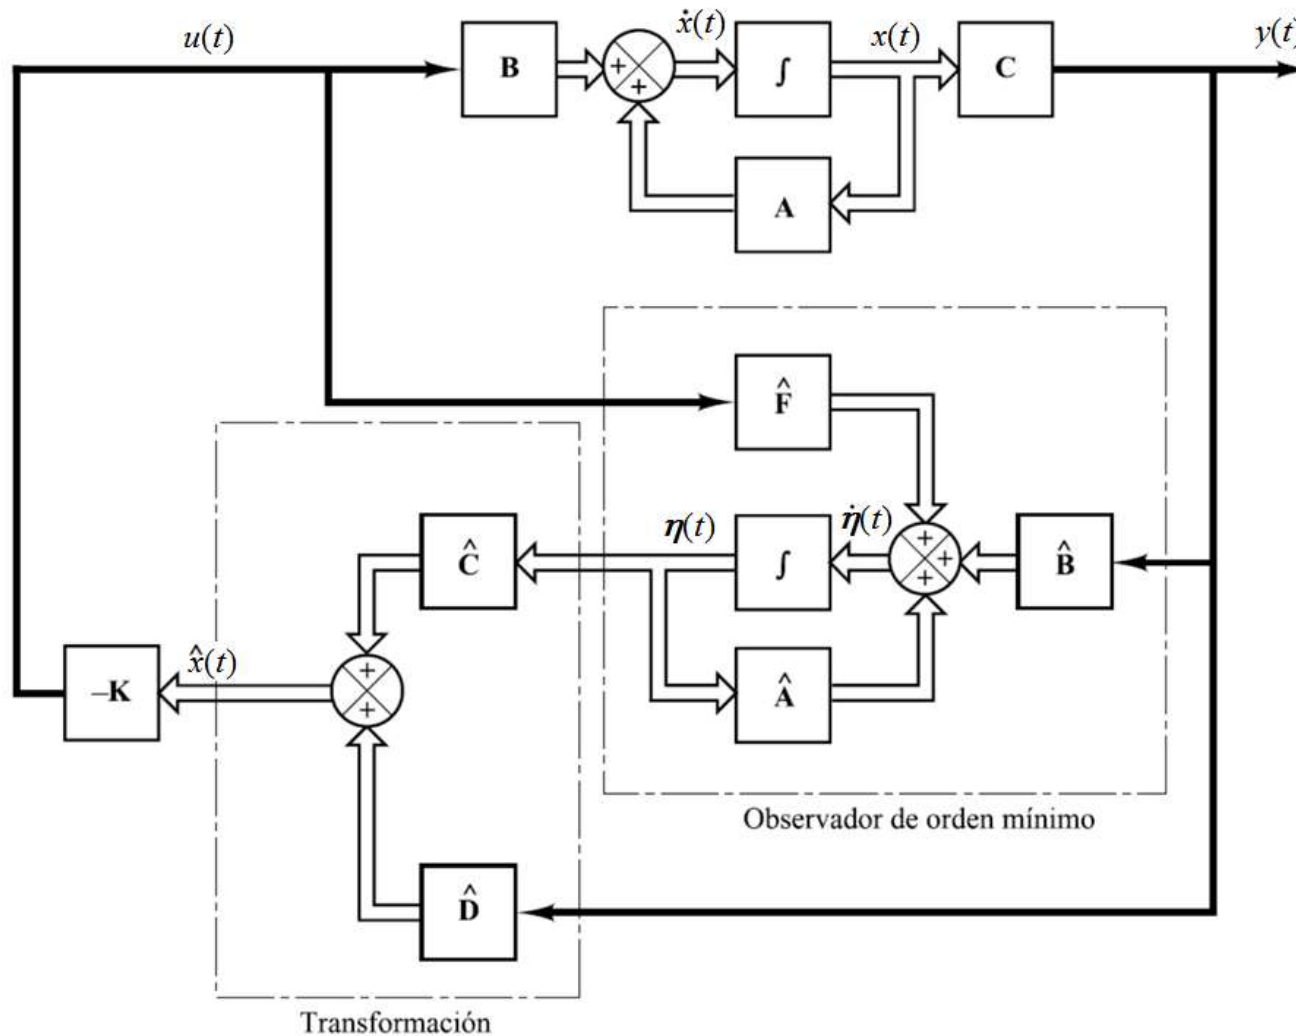 u(t)
ẋ(t)
x(t)
y(t)
B
+
+
∫
C
A
F̂
Ĉ
η(t)
∫
η̇(t)
+
+
+
B̂
–K
x̂(t)
+
+
Â
Observador de orden mínimo
D̂
Transformación